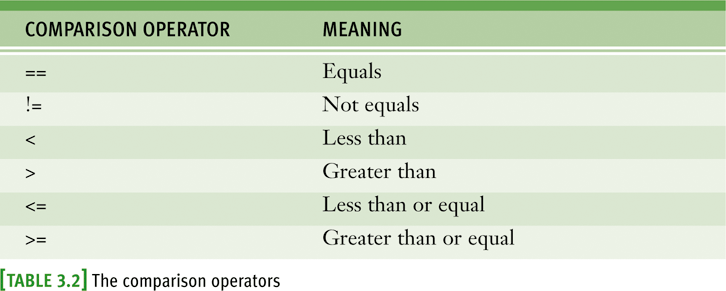 COMPARISON OPERATOR MEANING
== Equals
!= Not equals
< Less than
> Greater than
<= Less than or equal
>= Greater than or equal
[TABLE 3.2] The comparison operators